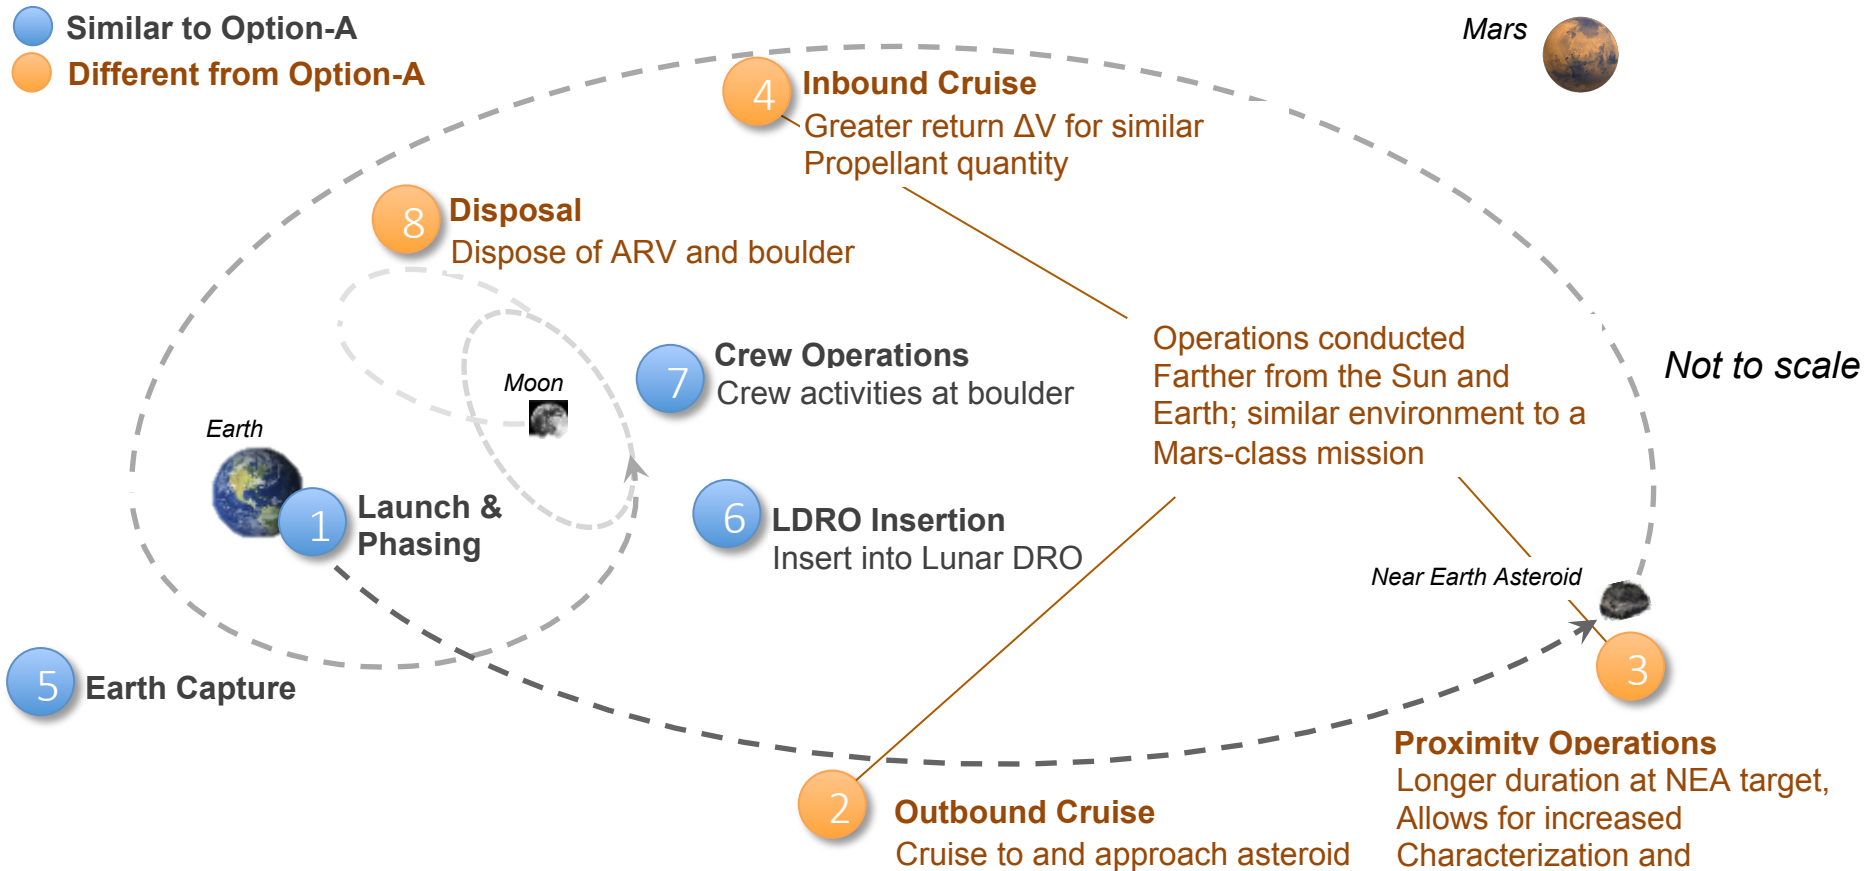 Similar to Option-A
Different from Option-A
Mars
4
Inbound Cruise
Greater return ΔV for similar
Propellant quantity
8
Disposal
Dispose of ARV and boulder
Operations conducted
Farther from the Sun and
Earth; similar environment to a
Mars-class mission
Not to scale
7
Crew Operations
Crew activities at boulder
Moon
Earth
1
Launch &
Phasing
6
LDRO Insertion
Insert into Lunar DRO
Near Earth Asteroid
5
Earth Capture
3
Proximity Operations
Longer duration at NEA target,
Allows for increased
Characterization and
2
Outbound Cruise
Cruise to and approach asteroid